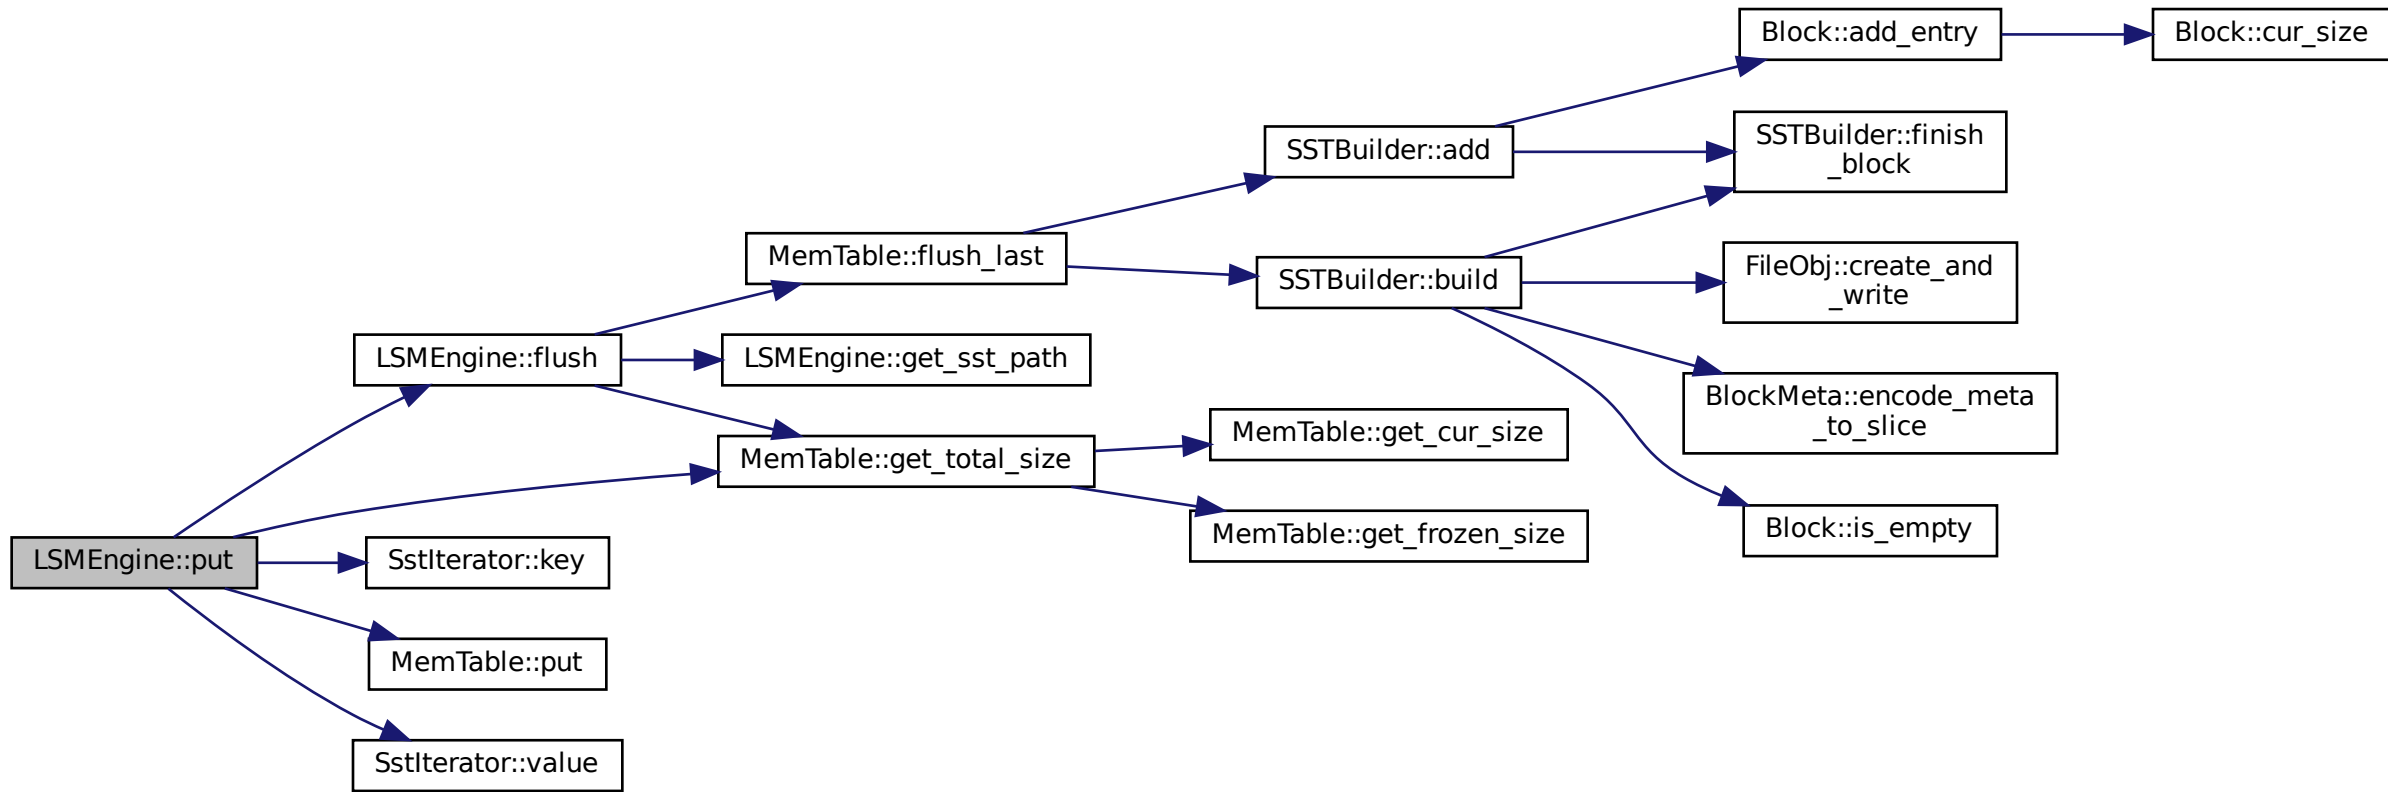 Block::add_entry
Block::cur_size
SSTBuilder::add
SSTBuilder::finish
_block
MemTable::flush_last
SSTBuilder::build
FileObj::create_and
_write
LSMEngine::flush
LSMEngine::get_sst_path
BlockMeta::encode_meta
_to_slice
MemTable::get_total_size
MemTable::get_cur_size
MemTable::get_frozen_size
Block::is_empty
LSMEngine::put
SstIterator::key
MemTable::put
SstIterator::value